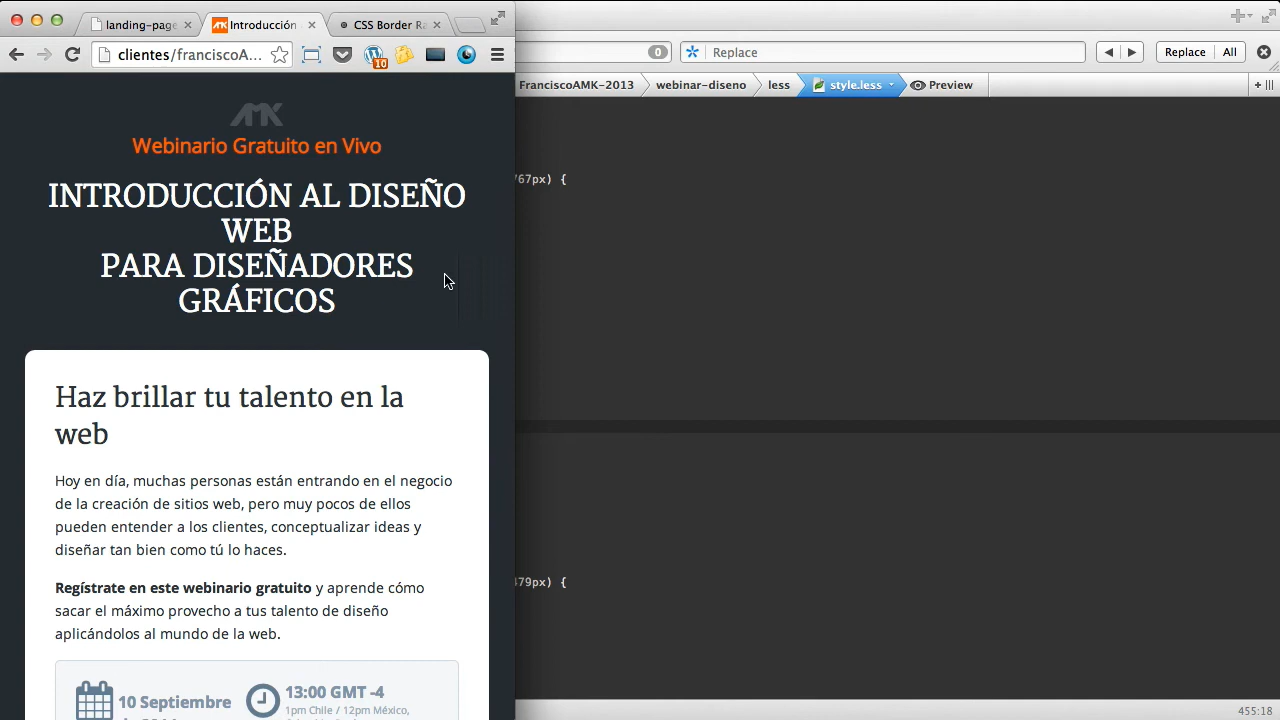 landing-page
Introducción
CSS Border Ra
clientes/franciscoA...
10
0
Replace
Replace
All
FranciscoAMK-2013
webinar-diseno
less
style.less
Preview
767px) {
479px) {
455:18
AMK
Webinario Gratuito en Vivo
INTRODUCCIÓN AL DISEÑO
WEB
PARA DISEÑADORES
GRÁFICOS
Haz brillar tu talento en la
web
Hoy en día, muchas personas están entrando en el negocio
de la creación de sitios web, pero muy pocos de ellos
pueden entender a los clientes, conceptualizar ideas y
diseñar tan bien como tú lo haces.
Regístrate en este webinario gratuito y aprende cómo
sacar el máximo provecho a tus talento de diseño
aplicándolos al mundo de la web.
10 Septiembre
13:00 GMT -4
1pm Chile / 12pm México,